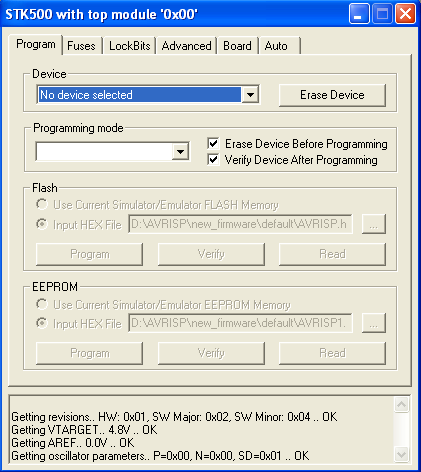 STK500 with top module '0x00'
Program Fuses LockBits Advanced Board Auto
Device
No device selected Erase Device
Programming mode
Erase Device Before Programming
Verify Device After Programming
Flash
Use Current Simulator/Emulator FLASH Memory
Input HEX File D:\AVRISP\new_firmware\default\AVRISP.h ...
Program Verify Read
EEPROM
Use Current Simulator/Emulator EEPROM Memory
Input HEX File D:\AVRISP\new_firmware\default\AVRISP1. ...
Program Verify Read
Getting revisions.. HW: 0x01, SW Major: 0x02, SW Minor: 0x04 .. OK
Getting VTARGET.. 4.8V .. OK
Getting AREF.. 0.0V .. OK
Getting oscillator parameters.. P=0x00, N=0x00, SD=0x01 .. OK